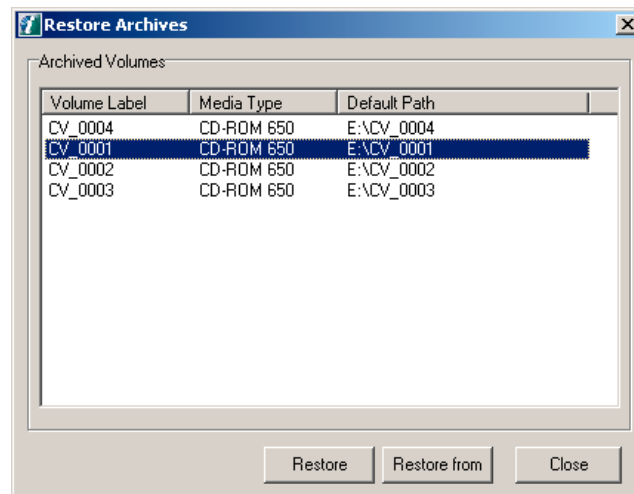 Restore Archives
Archived Volumes
Volume Label Media Type Default Path
CV_0004 CD-ROM 650 E:\CV_0004
CV_0001 CD-ROM 650 E:\CV_0001
CV_0002 CD-ROM 650 E:\CV_0002
CV_0003 CD-ROM 650 E:\CV_0003
Restore Restore from Close